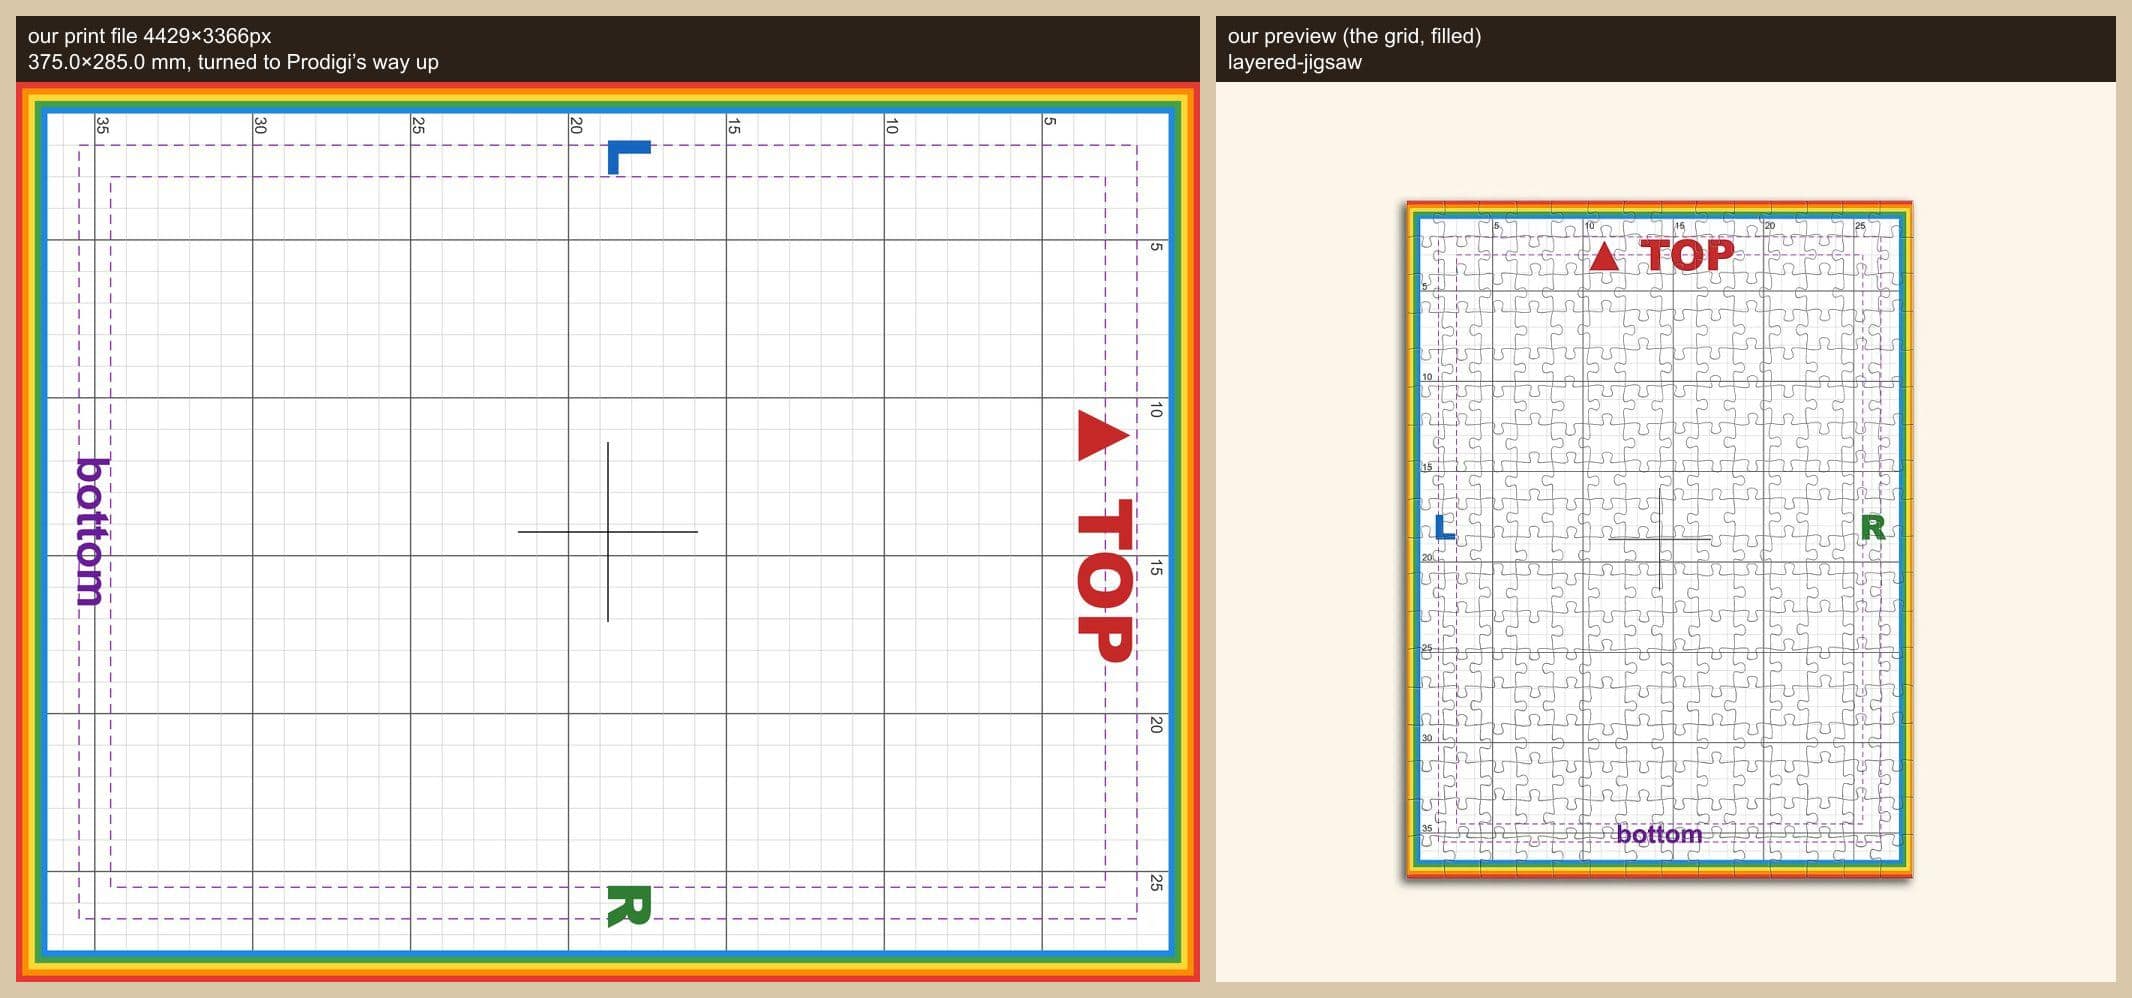 our print file 4429×3366px
375.0×285.0 mm, turned to Prodigi’s way up
35 30 25 20 15 10 5
L
5
10
15
20
25
▲ TOP
bottom
R
our preview (the grid, filled)
layered-jigsaw
5 10 15 20 25
▲ TOP
5
10
15
L R
20
25
30
35
bottom